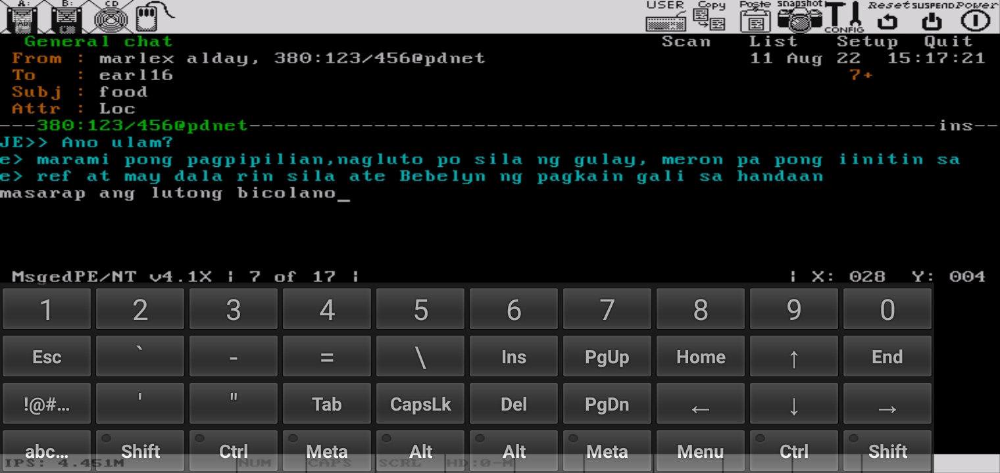 A: B: CD USER Copy Paste snapshot CONFIG Reset SUSPEND Power
General chat Scan List Setup Quit
From : marlex alday, 380:123/456@pdnet 11 Aug 22 15:17:21
To : earl16 7+
Subj : food
Attr : Loc
---380:123/456@pdnet---ins--
JE>> Ano ulam?
e> marami pong pagpipilian,nagluto po sila ng gulay, meron pa pong iinitin sa
e> ref at may dala rin sila ate Bebelyn ng pagkain gali sa handaan
masarap ang lutong bicolano_
MsgedPE/NT v4.1X | 7 of 17 | | X: 028 Y: 004
1 2 3 4 5 6 7 8 9 0
Esc ` - = \ Ins PgUp Home ↑ End
!@#... ' " Tab CapsLk Del PgDn ← ↓ →
abc... Shift Ctrl Meta Alt Alt Meta Menu Ctrl Shift
IPS: 4.451M NUM CAPS SCRL HD:0-M